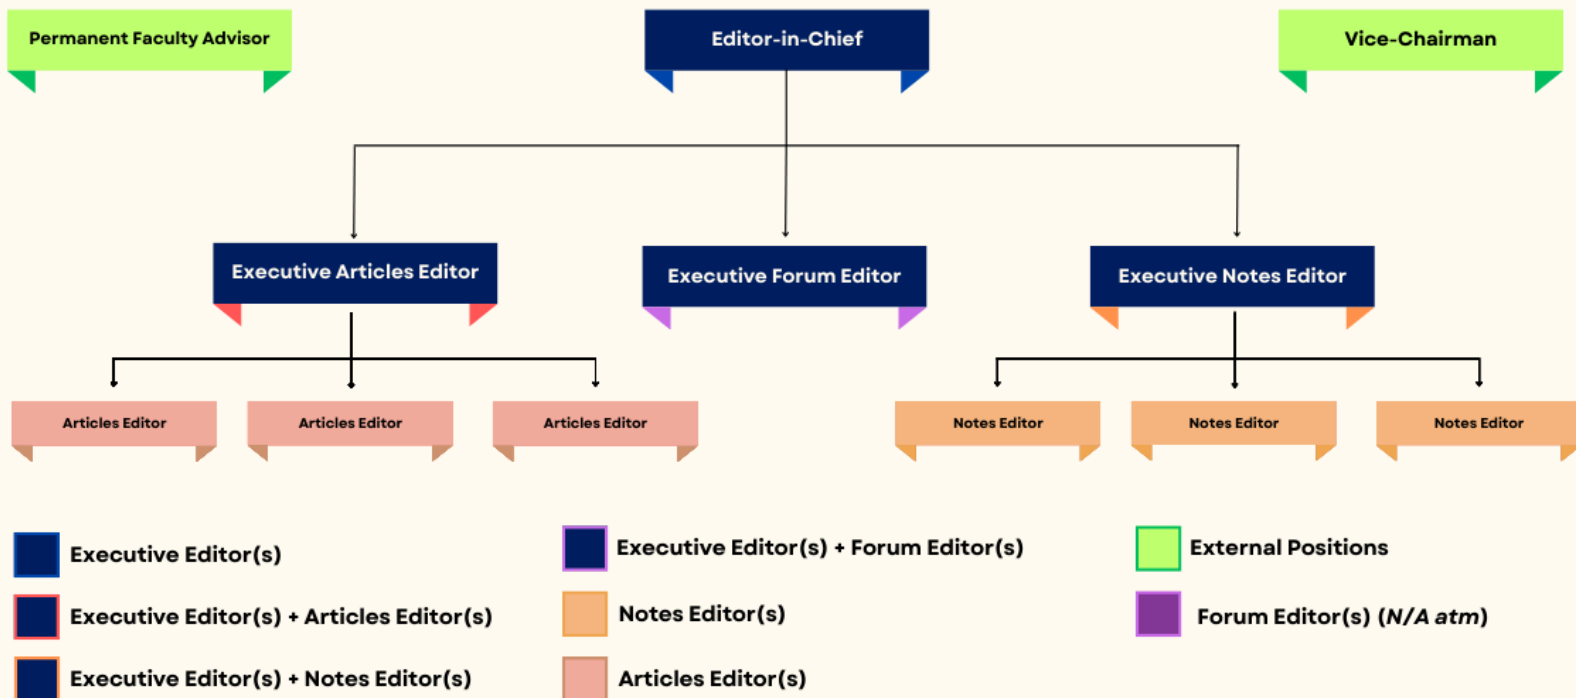 Permanent Faculty Advisor
Editor-in-Chief
Vice-Chairman
Executive Articles Editor
Executive Forum Editor
Executive Notes Editor
Articles Editor
Articles Editor
Articles Editor
Notes Editor
Notes Editor
Notes Editor
Executive Editor(s)
Executive Editor(s) + Articles Editor(s)
Executive Editor(s) + Notes Editor(s)
Executive Editor(s) + Forum Editor(s)
Notes Editor(s)
Articles Editor(s)
External Positions
Forum Editor(s) (N/A atm)